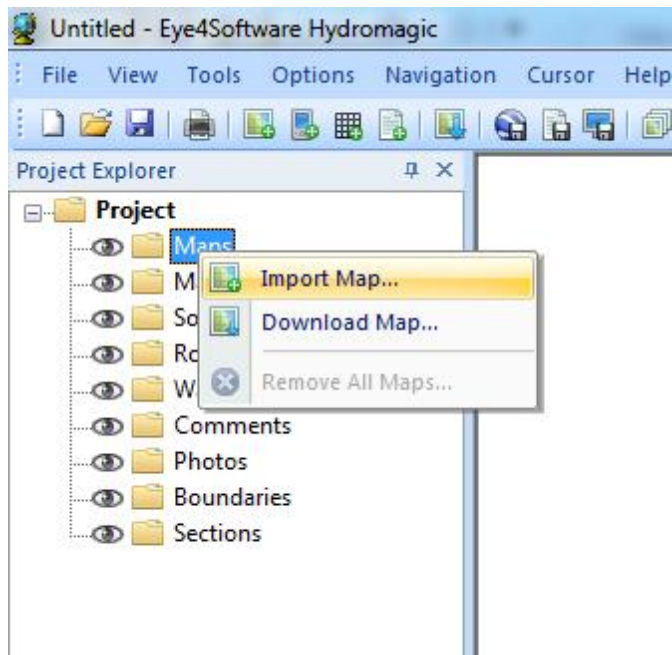 Untitled - Eye4Software Hydromagic
File View Tools Options Navigation Cursor Help
Project Explorer
Project
Maps
Import Map...
Download Map...
Remove All Maps...
Comments
Photos
Boundaries
Sections